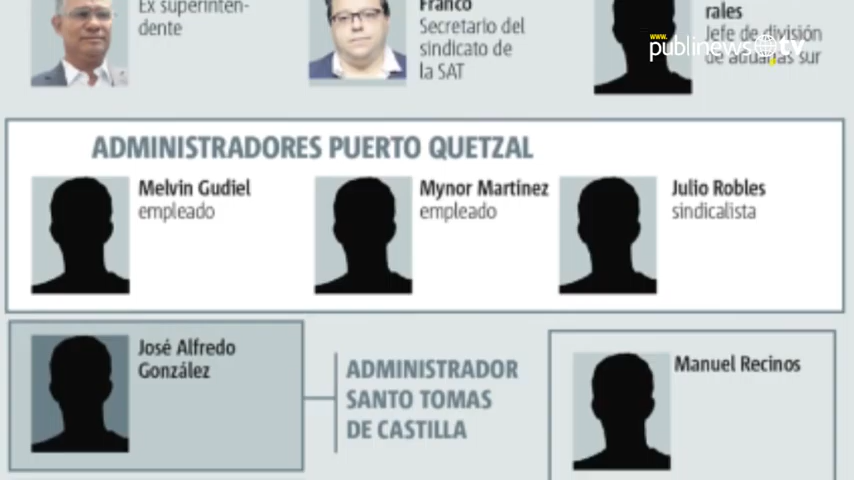 Ex superinten-
dente
Franco
Secretario del
sindicato de
la SAT
rales
Jefe de división
de aduanas sur
www.
publinews tv
ADMINISTRADORES PUERTO QUETZAL
Melvin Gudiel
empleado
Mynor Martínez
empleado
Julio Robles
sindicalista
José Alfredo
González
ADMINISTRADOR
SANTO TOMAS
DE CASTILLA
Manuel Recinos